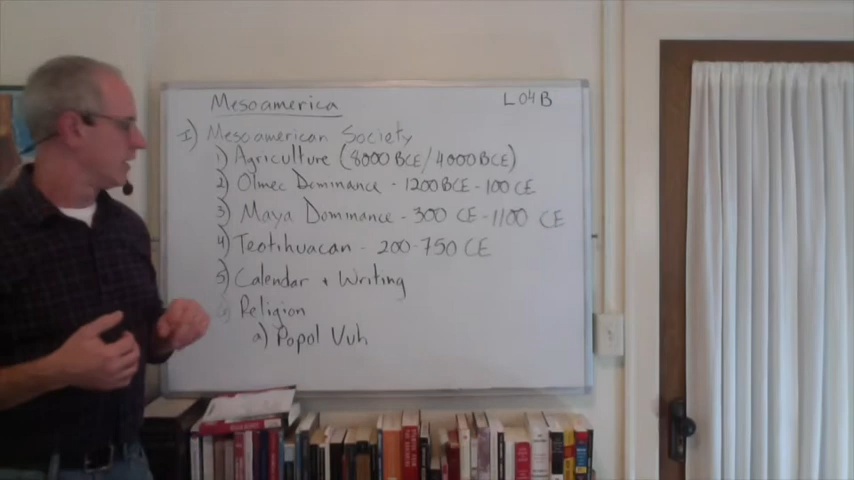 Mesoamerica
L04B
I) Mesoamerican Society
1) Agriculture (8000 BCE/4000 BCE)
2) Olmec Dominance - 1200 BCE - 100 CE
3) Maya Dominance - 300 CE - 1100 CE
4) Teotihuacan - 200-750 CE
5) Calendar + Writing
6) Religion
a) Popol Vuh